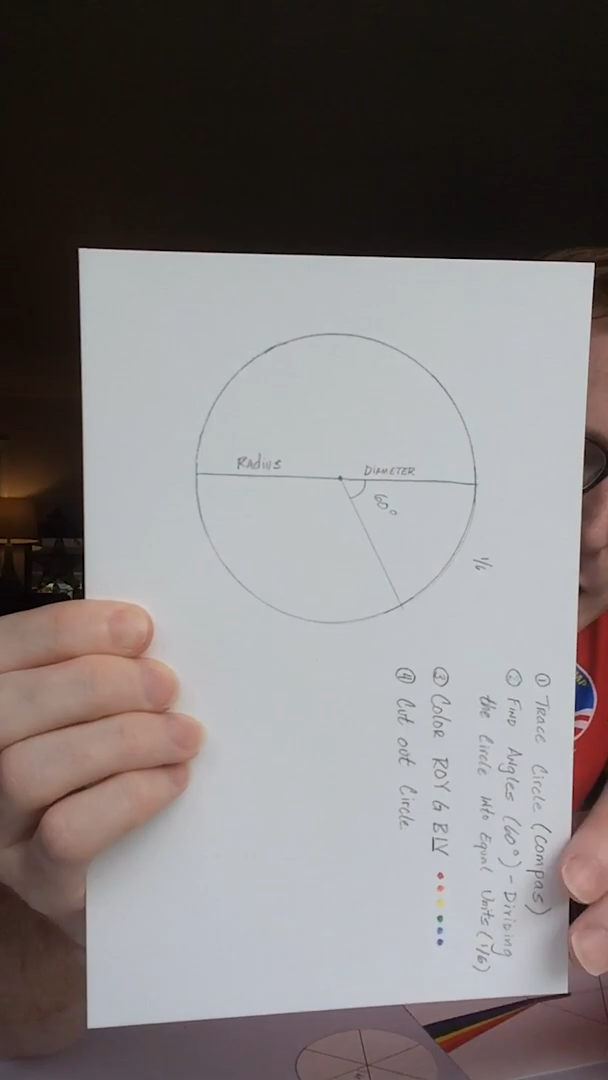 Radius
DIAMETER
60°
1/6
① Trace Circle (Compas)
② Find Angles (60°) - Dividing
the Circle into Equal Units (1/6)
③ Color ROY G BIV
④ Cut out Circle